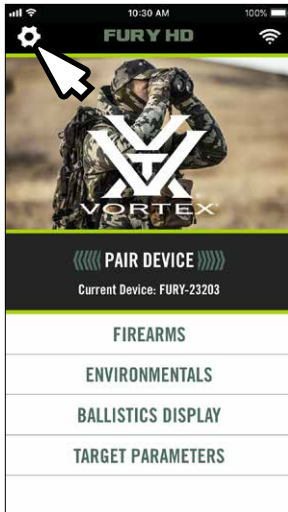 10:30 AM
100%
FURY HD
VORTEX®
PAIR DEVICE
Current Device: FURY-23203
FIREARMS
ENVIRONMENTALS
BALLISTICS DISPLAY
TARGET PARAMETERS